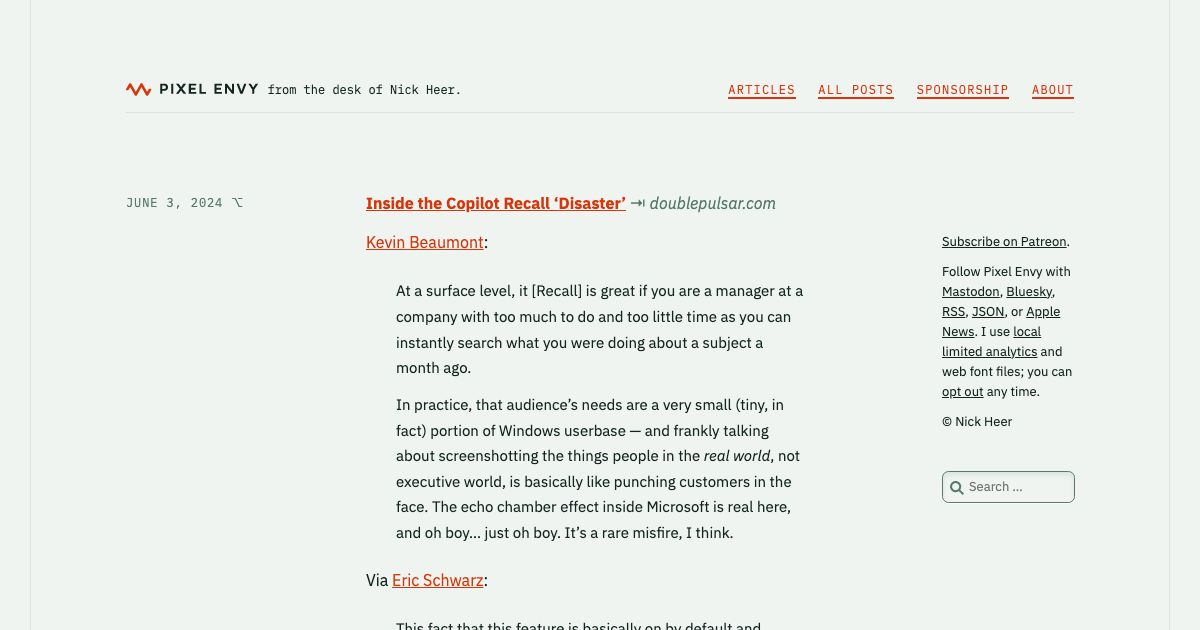 PIXEL ENVY from the desk of Nick Heer.
ARTICLES ALL POSTS SPONSORSHIP ABOUT
JUNE 3, 2024 ⌥
Inside the Copilot Recall ‘Disaster’ ⇥ doublepulsar.com
Kevin Beaumont:
At a surface level, it [Recall] is great if you are a manager at a
company with too much to do and too little time as you can
instantly search what you were doing about a subject a
month ago.
In practice, that audience’s needs are a very small (tiny, in
fact) portion of Windows userbase — and frankly talking
about screenshotting the things people in the real world, not
executive world, is basically like punching customers in the
face. The echo chamber effect inside Microsoft is real here,
and oh boy… just oh boy. It’s a rare misfire, I think.
Via Eric Schwarz:
This fact that this feature is basically on by default and
Subscribe on Patreon.
Follow Pixel Envy with
Mastodon, Bluesky,
RSS, JSON, or Apple
News. I use local
limited analytics and
web font files; you can
opt out any time.
© Nick Heer
Search …